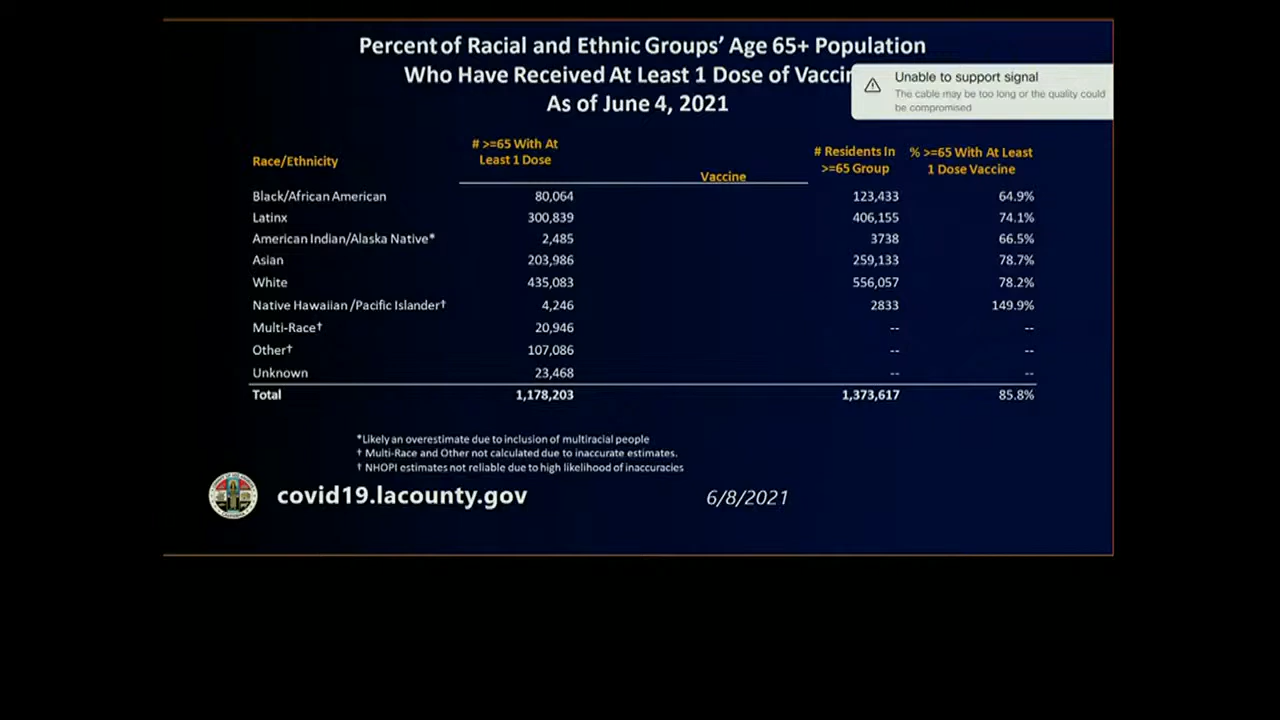 Percent of Racial and Ethnic Groups' Age 65+ Population
Who Have Received At Least 1 Dose of
As of June 4, 2021
Unable to support signal
The cable may be too long or the quality could
be compromised
Race/Ethnicity
# >=65 With At
Least 1 Dose
Vaccine
# Residents In
>=65 Group
% >=65 With At Least
1 Dose Vaccine
Black/African American 80,064 123,433 64.9%
Latinx 300,839 406,155 74.1%
American Indian/Alaska Native* 2,485 3738 66.5%
Asian 203,986 259,133 78.7%
White 435,083 556,057 78.2%
Native Hawaiian /Pacific Islander† 4,246 2833 149.9%
Multi-Race† 20,946 -- --
Other† 107,086 -- --
Unknown 23,468 -- --
Total 1,178,203 1,373,617 85.8%
*Likely an overestimate due to inclusion of multiracial people
† Multi-Race and Other not calculated due to inaccurate estimates.
† NHOPI estimates not reliable due to high likelihood of inaccuracies
covid19.lacounty.gov
6/8/2021